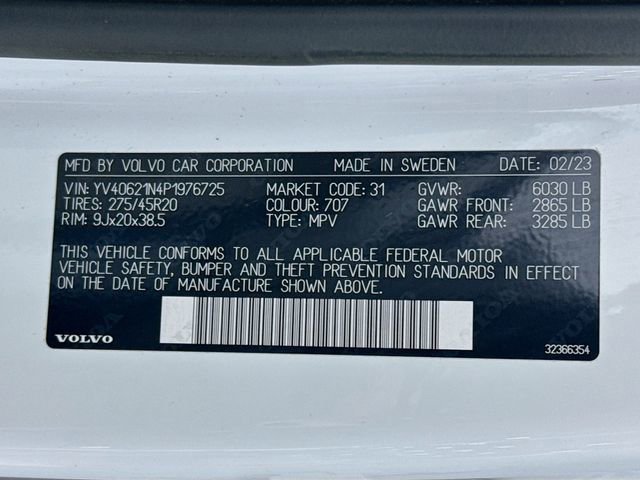 MFD BY VOLVO CAR CORPORATION MADE IN SWEDEN DATE: 02/23
VIN: YV40621N4P1976725 MARKET CODE: 31 GVWR: 6030 LB
TIRES: 275/45R20 COLOUR: 707 GAWR FRONT: 2865 LB
RIM: 9Jx20x38.5 TYPE: MPV GAWR REAR: 3285 LB
THIS VEHICLE CONFORMS TO ALL APPLICABLE FEDERAL MOTOR
VEHICLE SAFETY, BUMPER AND THEFT PREVENTION STANDARDS IN EFFECT
ON THE DATE OF MANUFACTURE SHOWN ABOVE.
VOLVO
32366354